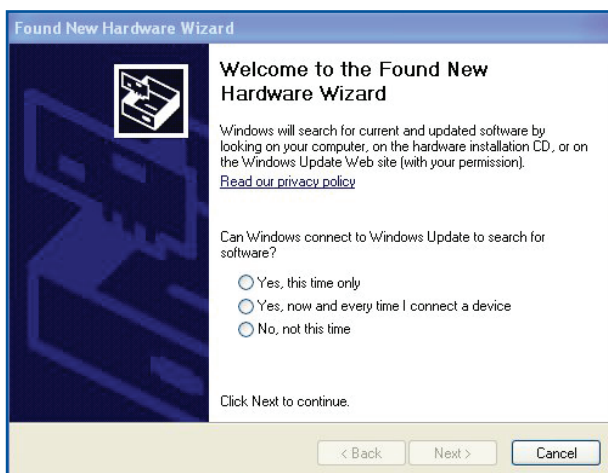 Found New Hardware Wizard
Welcome to the Found New
Hardware Wizard
Windows will search for current and updated software by
looking on your computer, on the hardware installation CD, or on
the Windows Update Web site (with your permission).
Read our privacy policy
Can Windows connect to Windows Update to search for
software?
Yes, this time only
Yes, now and every time I connect a device
No, not this time
Click Next to continue.
< Back
Next >
Cancel